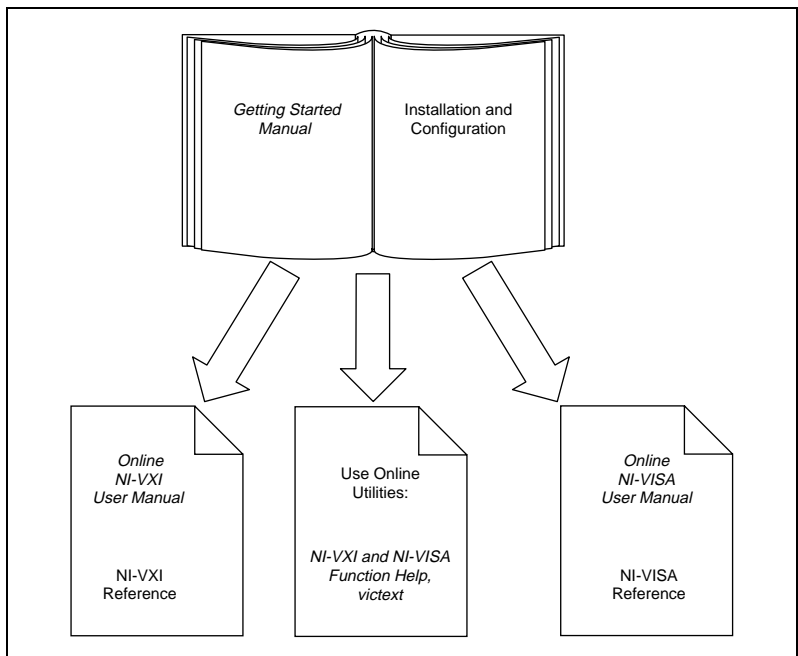 Getting Started
Manual
Installation and
Configuration
Online
NI-VXI
User Manual
NI-VXI
Reference
Use Online
Utilities:
NI-VXI and NI-VISA
Function Help,
victext
Online
NI-VISA
User Manual
NI-VISA
Reference